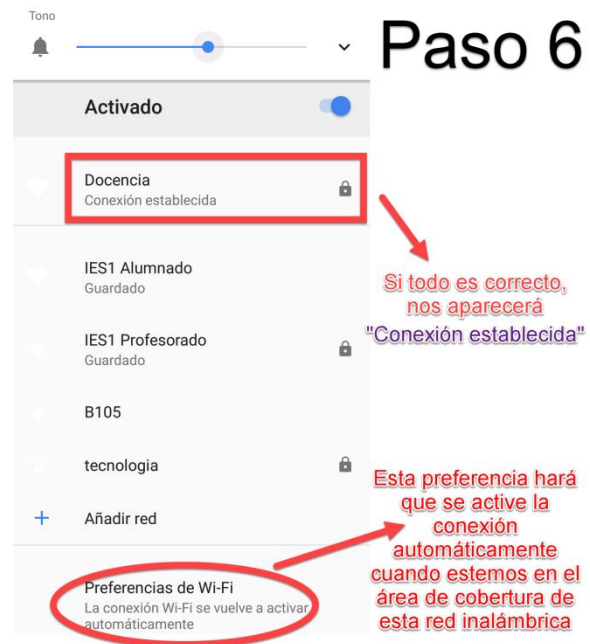 Tono
Paso 6
Activado
Docencia
Conexión establecida
IES1 Alumnado
Guardado
IES1 Profesorado
Guardado
B105
tecnologia
Añadir red
Preferencias de Wi-Fi
La conexión Wi-Fi se vuelve a activar
automáticamente
Si todo es correcto,
nos aparecerá
"Conexión establecida"
Esta preferencia hará
que se active la
conexión
automáticamente
cuando estemos en el
área de cobertura de
esta red inalámbrica